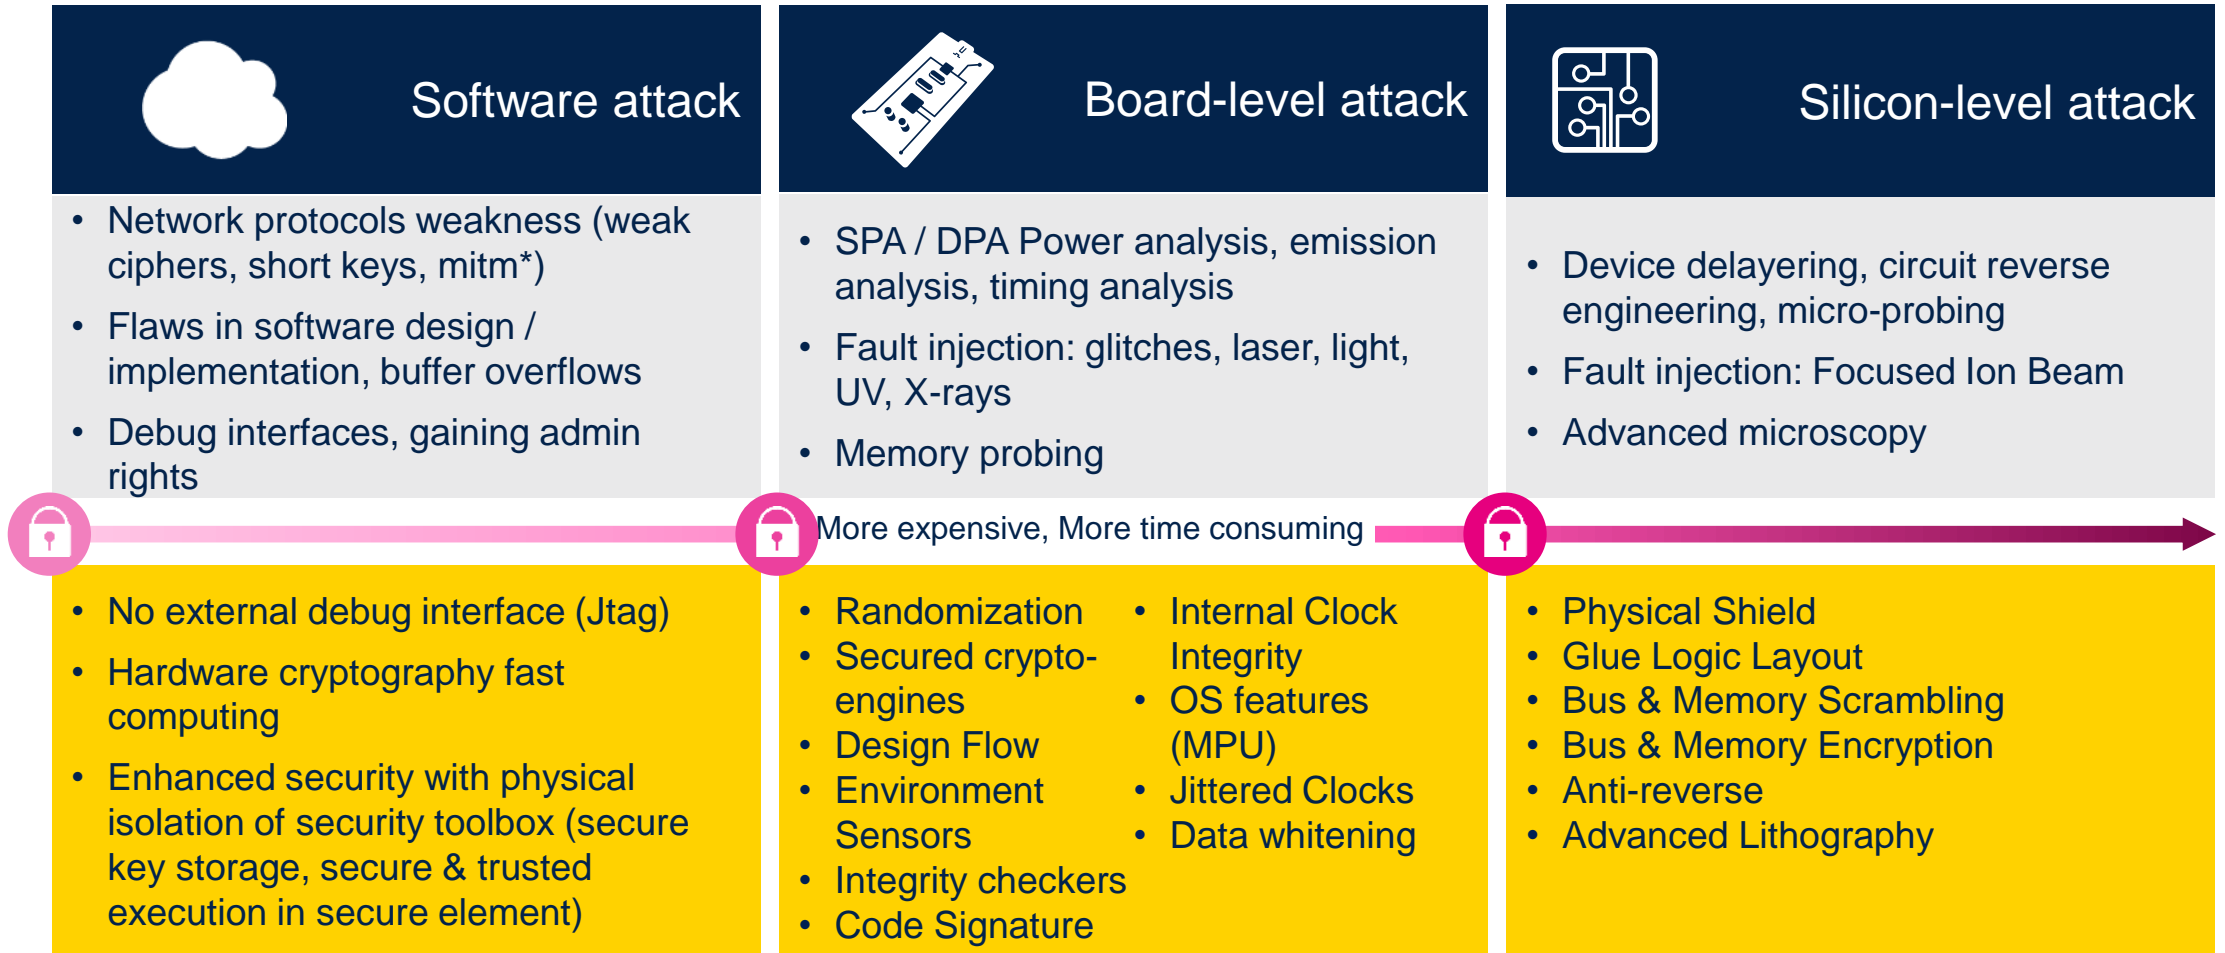 Software attack
• Network protocols weakness (weak
ciphers, short keys, mitm*)
• Flaws in software design /
implementation, buffer overflows
• Debug interfaces, gaining admin
rights
Board-level attack
• SPA / DPA Power analysis, emission
analysis, timing analysis
• Fault injection: glitches, laser, light,
UV, X-rays
• Memory probing
Silicon-level attack
• Device delayering, circuit reverse
engineering, micro-probing
• Fault injection: Focused Ion Beam
• Advanced microscopy
More expensive, More time consuming
• No external debug interface (Jtag)
• Hardware cryptography fast
computing
• Enhanced security with physical
isolation of security toolbox (secure
key storage, secure & trusted
execution in secure element)
• Randomization
• Secured crypto-
engines
• Design Flow
• Environment
Sensors
• Integrity checkers
• Code Signature
• Internal Clock
Integrity
• OS features
(MPU)
• Jittered Clocks
• Data whitening
• Physical Shield
• Glue Logic Layout
• Bus & Memory Scrambling
• Bus & Memory Encryption
• Anti-reverse
• Advanced Lithography